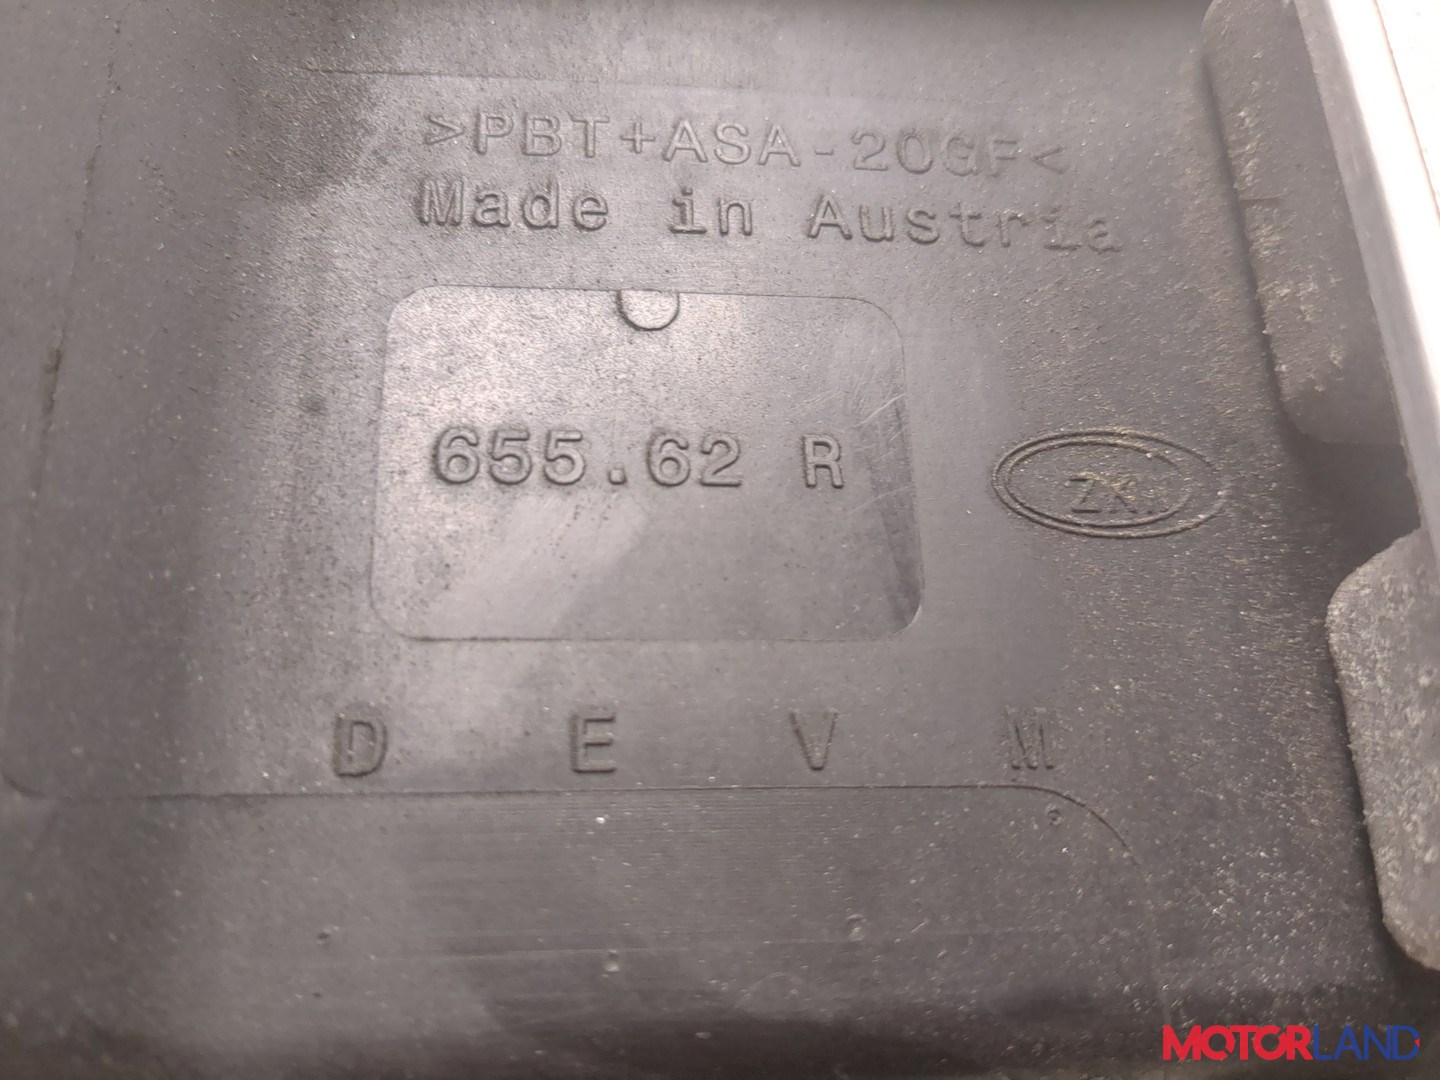 >PBT+ASA-20GF<
Made in Austria
655.62 R
D E V M
MOTORLAND